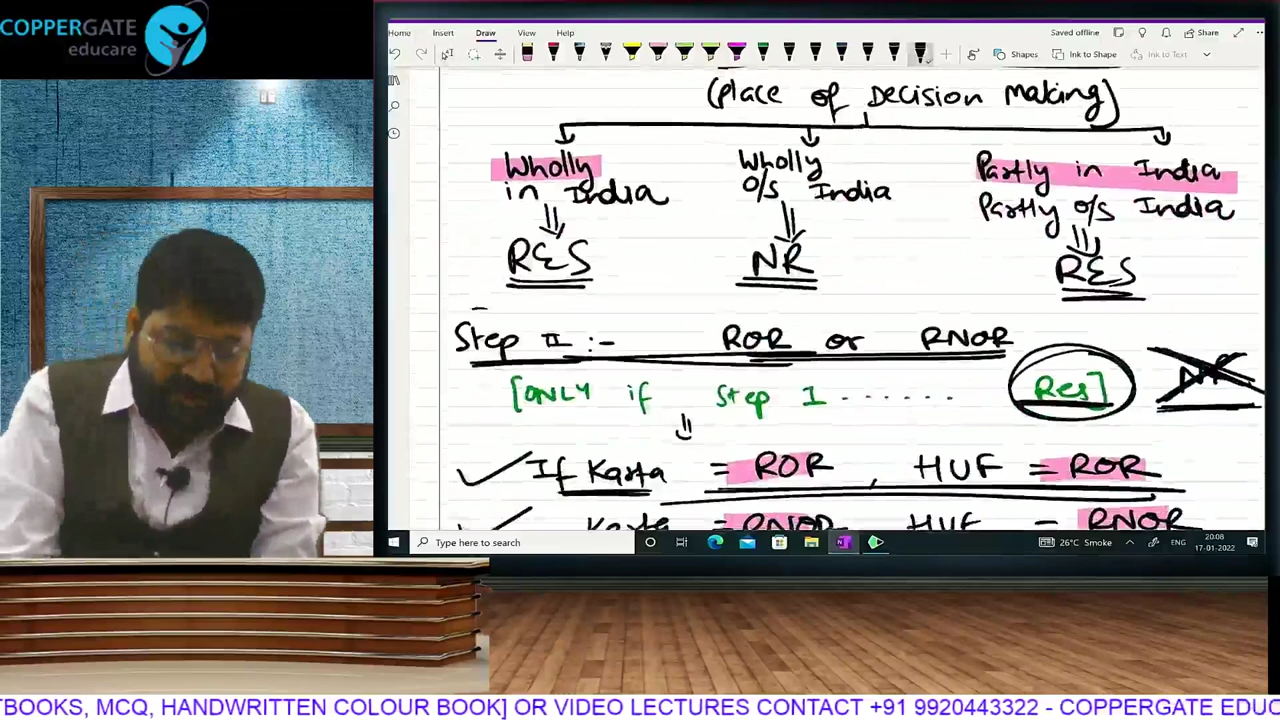 COPPERGATE
educare
Home Insert Draw View Help Saved offline Share
Shapes Ink to Shape Ink to Text
(Place of Decision Making)
Wholly in India
Wholly o/s India
Partly in India
Partly o/s India
RES NR RES
Step II :- ROR or RNOR
[ONLY if Step I ...... Res] NR
If Karta = ROR, HUF = ROR
Karta = RNOR HUF = RNOR
Type here to search
26°C Smoke ENG 20:08
17-01-2022
TBOOKS, MCQ, HANDWRITTEN COLOUR BOOK] OR VIDEO LECTURES CONTACT +91 9920443322 - COPPERGATE EDUC